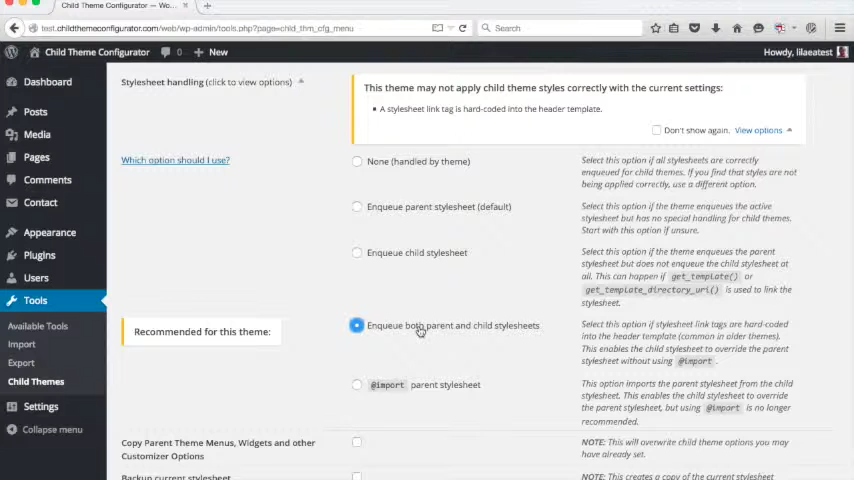 Child Theme Configurator — Wo...
test.childthemeconfigurator.com/web/wp-admin/tools.php?page=chld_thm_cfg_menu
Search
Child Theme Configurator
0
New
Howdy, lilaeatest
Dashboard
Posts
Media
Pages
Comments
Contact
Appearance
Plugins
Users
Tools
Available Tools
Import
Export
Child Themes
Settings
Collapse menu
Stylesheet handling (click to view options)
This theme may not apply child theme styles correctly with the current settings:
A stylesheet link tag is hard-coded into the header template.
Don't show again. View options
Which option should I use?
None (handled by theme)
Select this option if all stylesheets are correctly
enqueued for child themes. If you find that styles are
not being applied correctly, use a different option.
Enqueue parent stylesheet (default)
Select this option if the theme enqueues the active
stylesheet but has no special handling for child themes.
Start with this option if unsure.
Enqueue child stylesheet
Select this option if the theme enqueues the parent
stylesheet but does not enqueue the child stylesheet at
all. This can happen if get_template() or
get_template_directory_uri() is used to link the
stylesheet.
Recommended for this theme:
Enqueue both parent and child stylesheets
Select this option if stylesheet link tags are hard-coded
into the header template (common in older themes).
This enables the child stylesheet to override the parent
stylesheet without using @import.
@import parent stylesheet
This option imports the parent stylesheet from the child
stylesheet. This enables the child stylesheet to override
the parent stylesheet, but using @import is no longer
recommended.
Copy Parent Theme Menus, Widgets and other
Customizer Options
NOTE: This will overwrite child theme options you may
have already set.
Backup current stylesheet
NOTE: This creates a copy of the current stylesheet